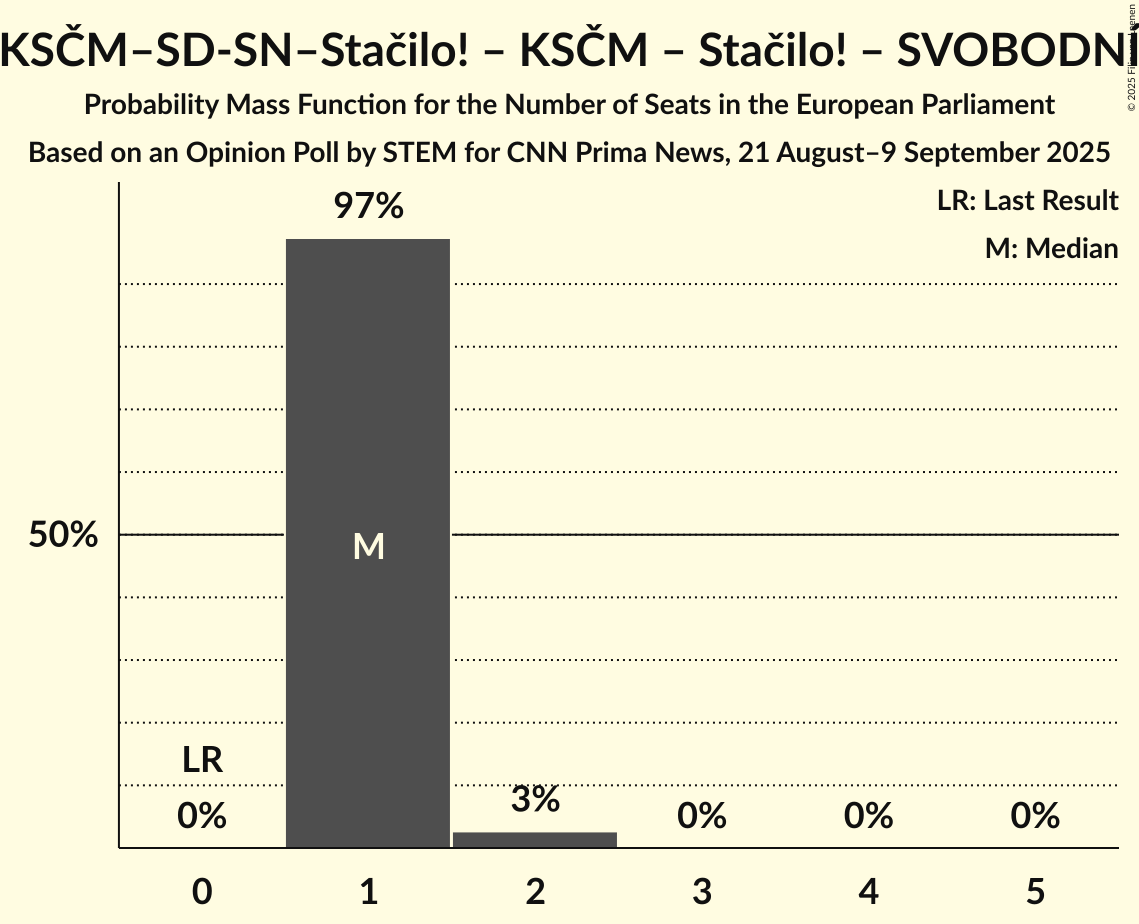 KSČM–SD-SN–Stačilo! – KSČM – Stačilo! – SVOBODNÍ
Probability Mass Function for the Number of Seats in the European Parliament
Based on an Opinion Poll by STEM for CNN Prima News, 21 August–9 September 2025
LR: Last Result
M: Median
97%
50%
M
LR
0%
3%
0%
0%
0%
0
1
2
3
4
5
© 2025